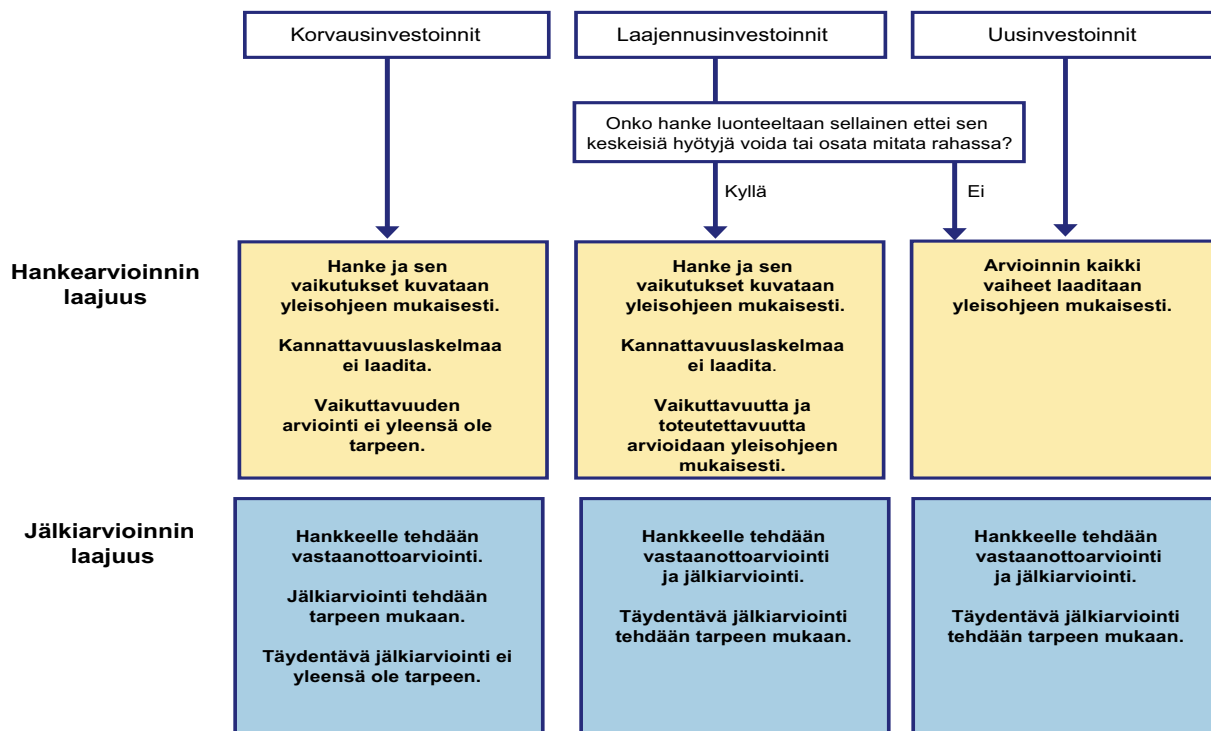 Korvausinvestoinnit
Laajennusinvestoinnit
Uusinvestoinnit
Onko hanke luonteeltaan sellainen ettei sen
keskeisiä hyötyjä voida tai osata mitata rahassa?
Kyllä
Ei
Hankearvioinnin
laajuus
Hanke ja sen
vaikutukset kuvataan
yleisohjeen mukaisesti.
Kannattavuuslaskelmaa
ei laadita.
Vaikuttavuuden
arviointi ei yleensä ole
tarpeen.
Hanke ja sen
vaikutukset kuvataan
yleisohjeen mukaisesti.
Kannattavuuslaskelmaa
ei laadita.
Vaikuttavuutta ja
toteutettavuutta
arvioidaan yleisohjeen
mukaisesti.
Arvioinnin kaikki
vaiheet laaditaan
yleisohjeen mukaisesti.
Jälkiarvioinnin
laajuus
Hankkeelle tehdään
vastaanottoarviointi.
Jälkiarviointi tehdään
tarpeen mukaan.
Täydentävä jälkiarviointi ei
yleensä ole tarpeen.
Hankkeelle tehdään
vastaanottoarviointi
ja jälkiarviointi.
Täydentävä jälkiarviointi
tehdään tarpeen mukaan.
Hankkeelle tehdään
vastaanottoarviointi
ja jälkiarviointi.
Täydentävä jälkiarviointi
tehdään tarpeen mukaan.